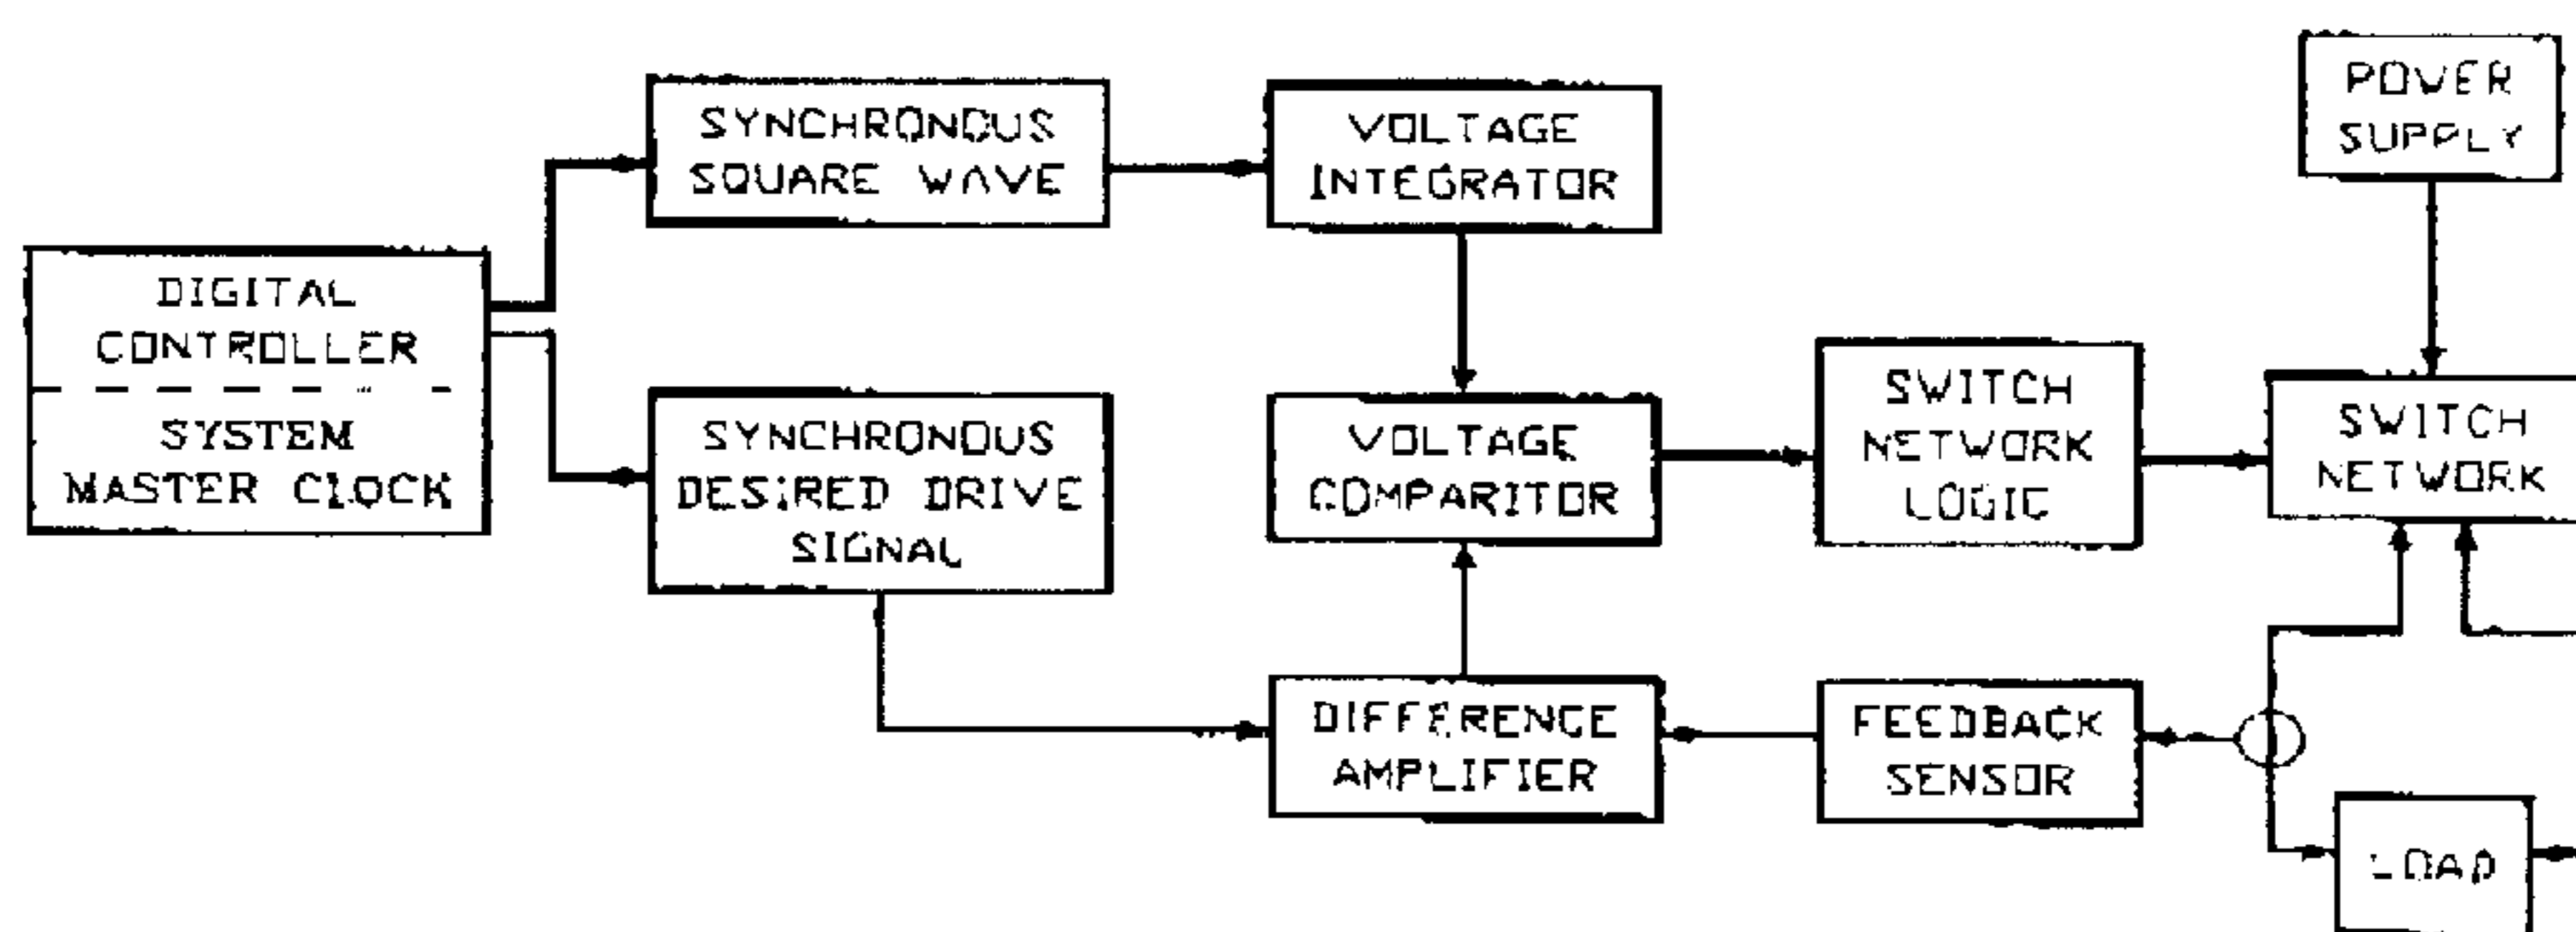 DIGITAL
CONTROLLER
SYSTEM
MASTER CLOCK
SYNCHRONOUS
SQUARE WAVE
SYNCHRONOUS
DESIRED DRIVE
SIGNAL
VOLTAGE
INTEGRATOR
VOLTAGE
COMPARITOR
DIFFERENCE
AMPLIFIER
SWITCH
NETWORK
LOGIC
FEEDBACK
SENSOR
POWER
SUPPLY
SWITCH
NETWORK
LOAD